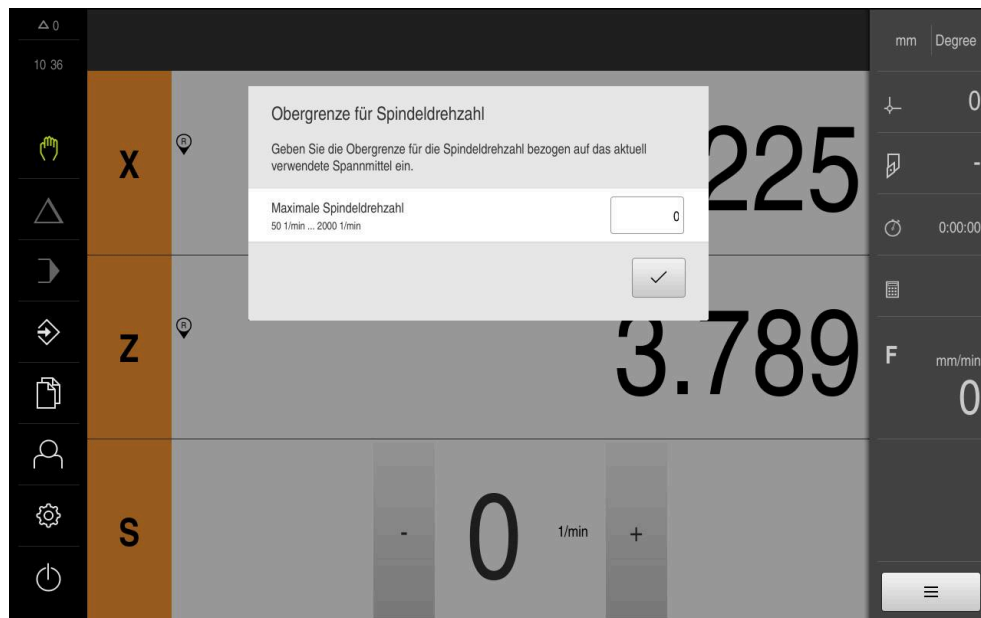 0
10 36
mm
Degree
X
R
225
0
Obergrenze für Spindeldrehzahl
Geben Sie die Obergrenze für die Spindeldrehzahl bezogen auf das aktuell
verwendete Spannmittel ein.
Maximale Spindeldrehzahl
50 1/min ... 2000 1/min
0
-
0:00:00
Z
R
3.789
F
mm/min
0
S
-
0
1/min
+